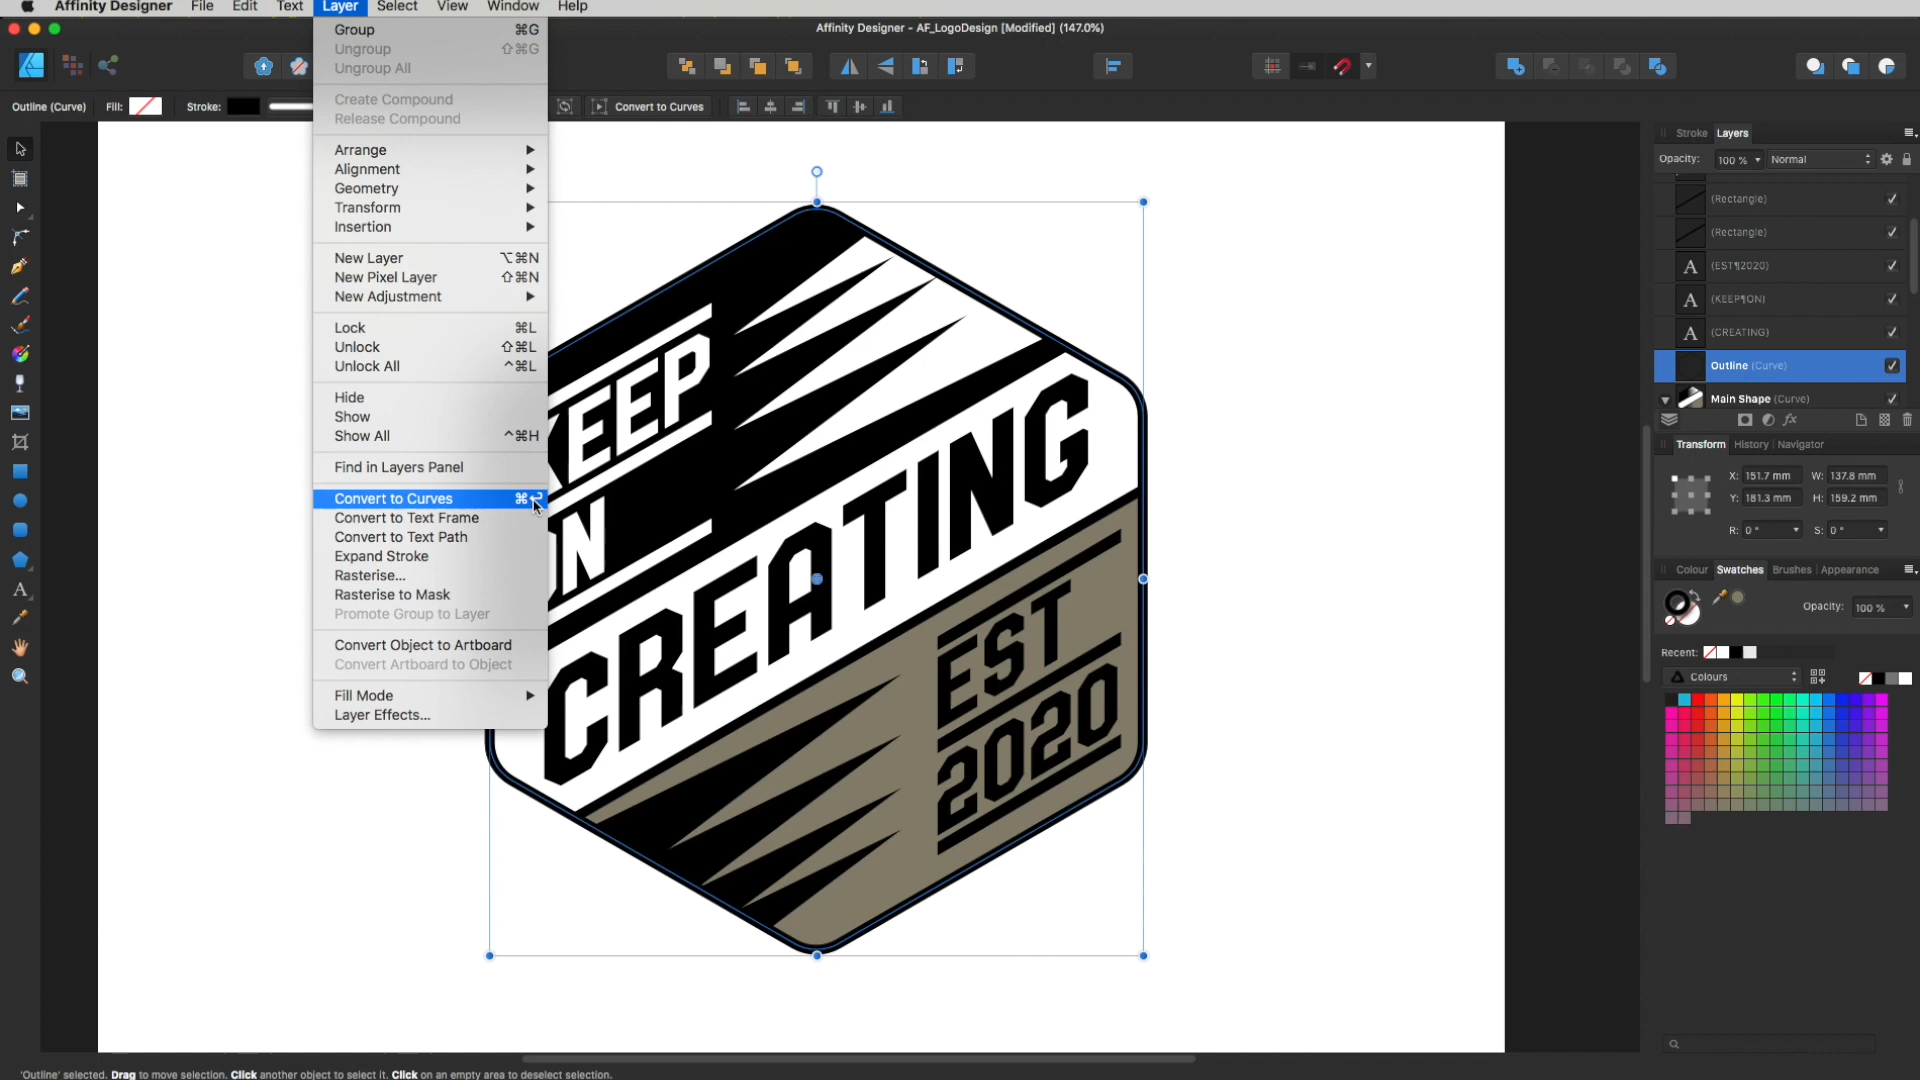 Affinity Designer File Edit Text Layer Select View Window Help
Affinity Designer - AF_LogoDesign [Modified] (147.0%)
Outline (Curve) Fill: Stroke: Convert to Curves
Group ⌘G
Ungroup ⇧⌘G
Ungroup All
Create Compound
Release Compound
Arrange
Alignment
Geometry
Transform
Insertion
New Layer ⌥⌘N
New Pixel Layer ⇧⌘N
New Adjustment
Lock ⌘L
Unlock ⇧⌘L
Unlock All ^⌘L
Hide
Show
Show All ^⌘H
Find in Layers Panel
Convert to Curves ⌘↩
Convert to Text Frame
Convert to Text Path
Expand Stroke
Rasterise...
Rasterise to Mask
Promote Group to Layer
Convert Object to Artboard
Convert Artboard to Object
Fill Mode
Layer Effects...
KEEP
ON
CREATING
EST
2020
Stroke Layers
Opacity: 100 % Normal
(Rectangle)
(Rectangle)
A (EST¶2020)
A (KEEP¶ON)
A (CREATING)
Outline (Curve)
Main Shape (Curve)
fx
Transform History Navigator
X: 151.7 mm W: 137.8 mm
Y: 181.3 mm H: 159.2 mm
R: 0 ° S: 0 °
Colour Swatches Brushes Appearance
Opacity: 100 %
Recent:
Colours
'Outline' selected. Drag to move selection. Click another object to select it. Click on an empty area to deselect selection.